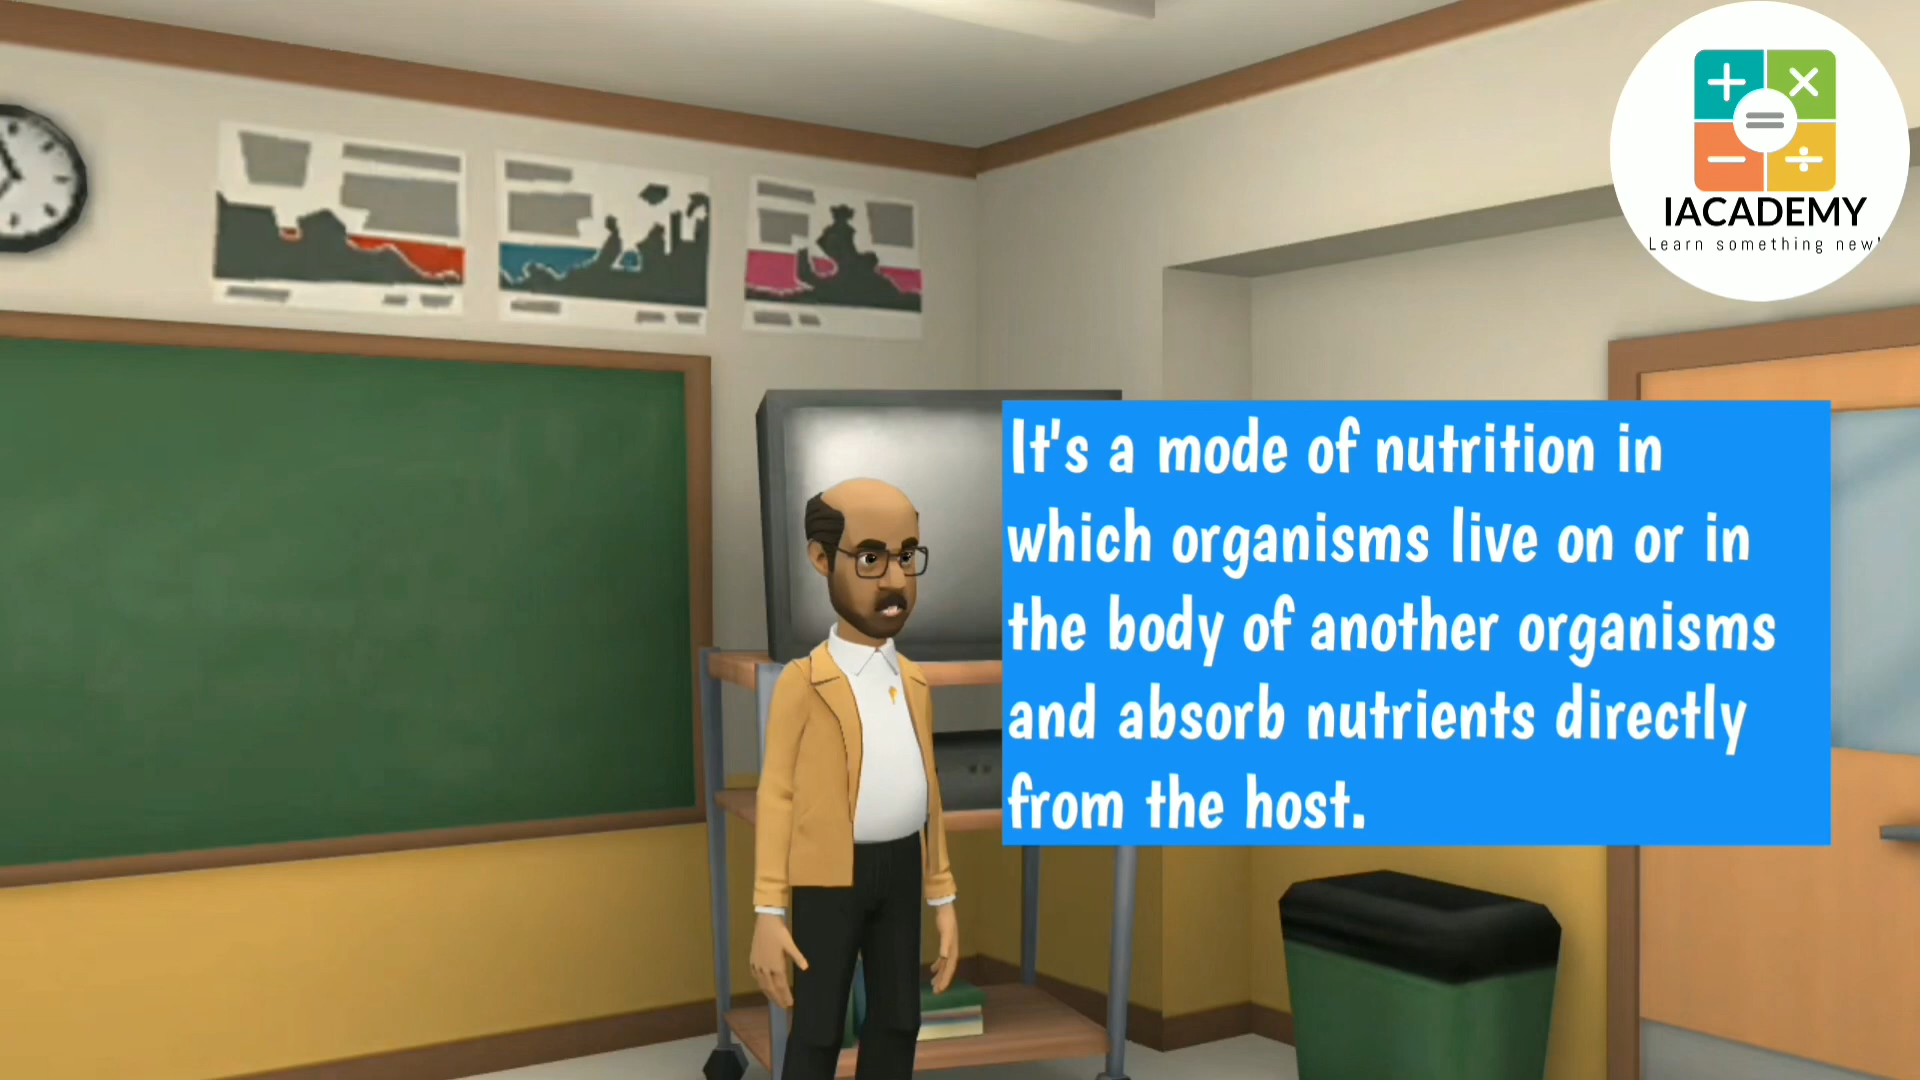 IACADEMY
Learn something new!
It's a mode of nutrition in
which organisms live on or in
the body of another organisms
and absorb nutrients directly
from the host.